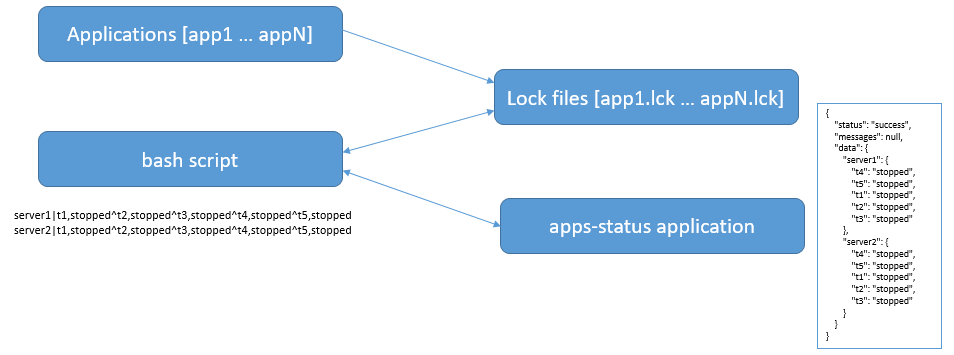 Applications [app1 ... appN]
Lock files [app1.lck ... appN.lck]
bash script
server1|t1,stopped^t2,stopped^t3,stopped^t4,stopped^t5,stopped
server2|t1,stopped^t2,stopped^t3,stopped^t4,stopped^t5,stopped
apps-status application
{
"status": "success",
"messages": null,
"data": {
"server1": {
"t4": "stopped",
"t5": "stopped",
"t1": "stopped",
"t2": "stopped",
"t3": "stopped"
},
"server2": {
"t4": "stopped",
"t5": "stopped",
"t1": "stopped",
"t2": "stopped",
"t3": "stopped"
}
}
}